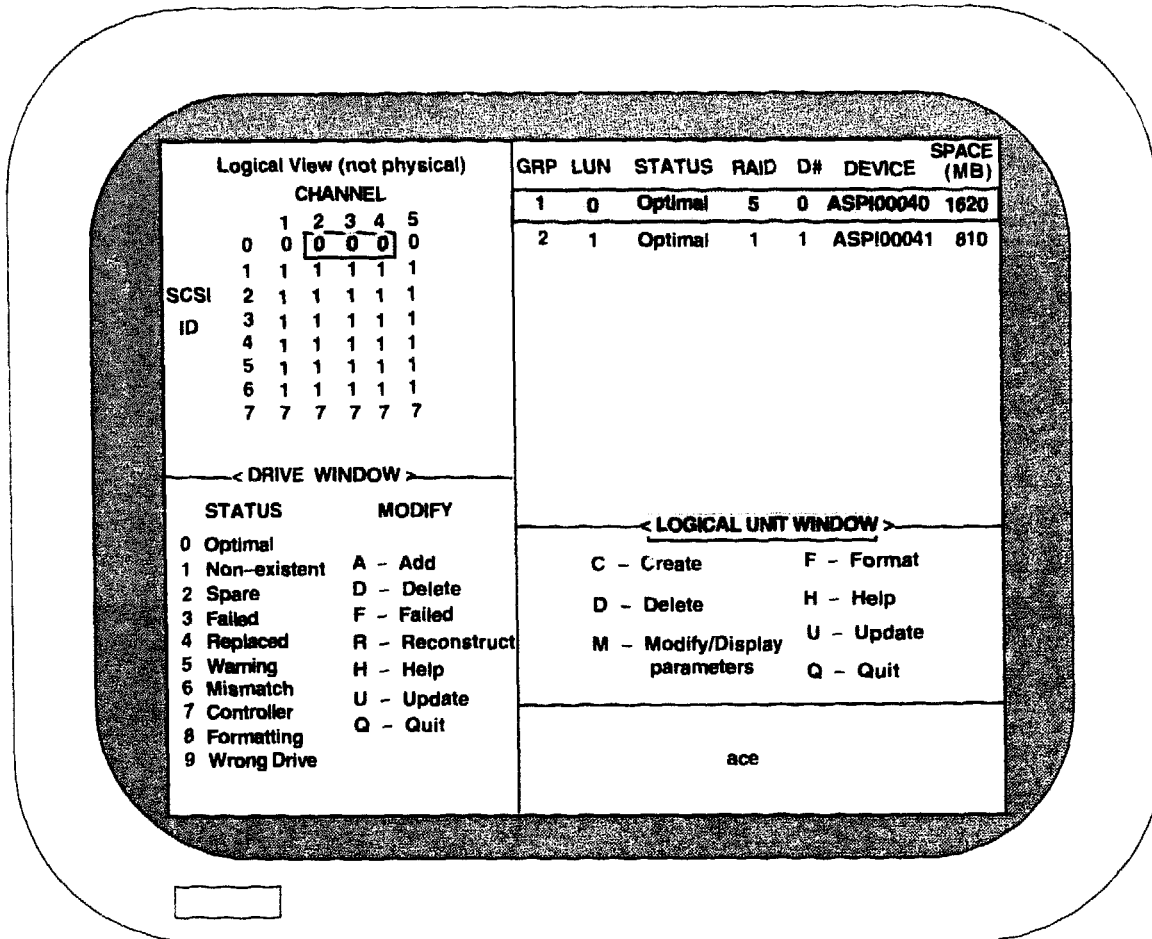 Logical View (not physical)
CHANNEL
1 2 3 4 5
0 0 0 0 0 0
1 1 1 1 1 1
SCSI 2 1 1 1 1 1
ID 3 1 1 1 1 1
4 1 1 1 1 1
5 1 1 1 1 1
6 1 1 1 1 1
7 7 7 7 7 7
< DRIVE WINDOW >
STATUS MODIFY
0 Optimal
1 Non-existent
2 Spare
3 Failed
4 Replaced
5 Warning
6 Mismatch
7 Controller
8 Formatting
9 Wrong Drive
A - Add
D - Delete
F - Failed
R - Reconstruct
H - Help
U - Update
Q - Quit
GRP LUN STATUS RAID D# DEVICE SPACE (MB)
1 0 Optimal 5 0 ASPI00040 1620
2 1 Optimal 1 1 ASPI00041 810
< LOGICAL UNIT WINDOW >
C - Create
D - Delete
M - Modify/Display
parameters
F - Format
H - Help
U - Update
Q - Quit
ace